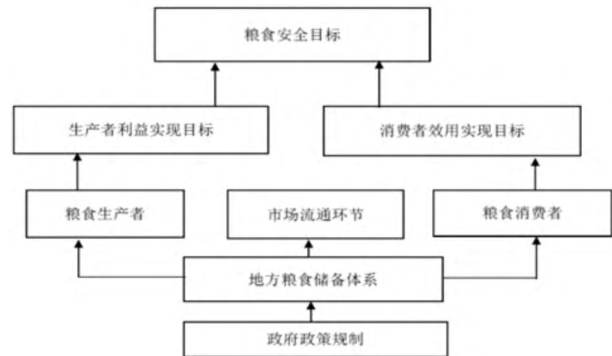 粮食安全目标
生产者利益实现目标
消费者效用实现目标
粮食生产者
市场流通环节
粮食消费者
地方粮食储备体系
政府政策规制